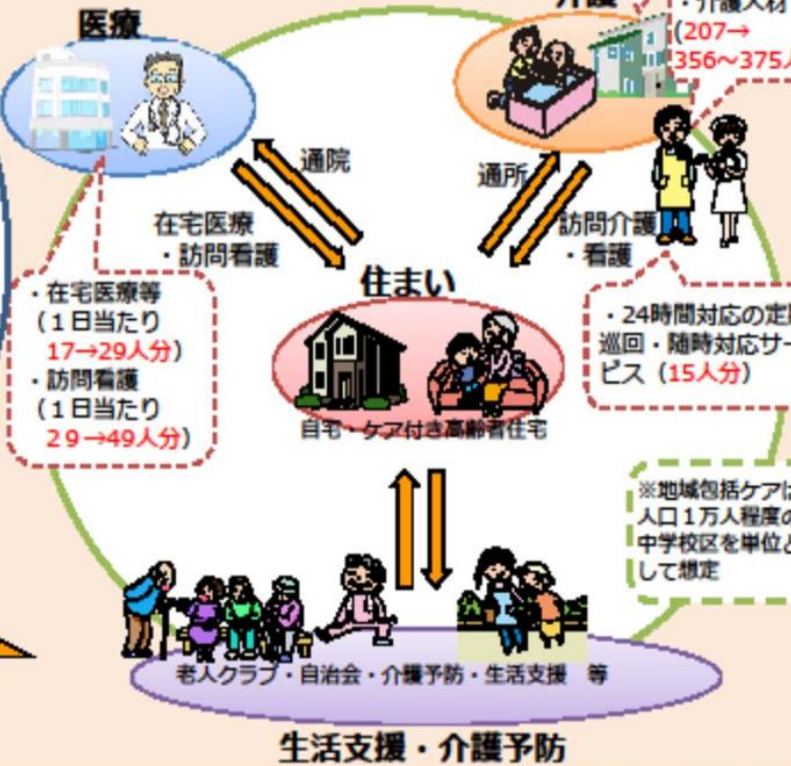 医療
介護
・介護人材
(207→
356～375人
通院
通所
在宅医療
・訪問看護
訪問介護
・看護
住まい
・在宅医療等
(1日当たり
17→29人分)
・訪問看護
(1日当たり
29→49人分)
・24時間対応の定期
巡回・随時対応サー
ビス (15人分)
自宅・ケア付き高齢者住宅
※地域包括ケアは
人口1万人程度の
中学校区を単位と
して想定
老人クラブ・自治会・介護予防・生活支援 等
生活支援・介護予防